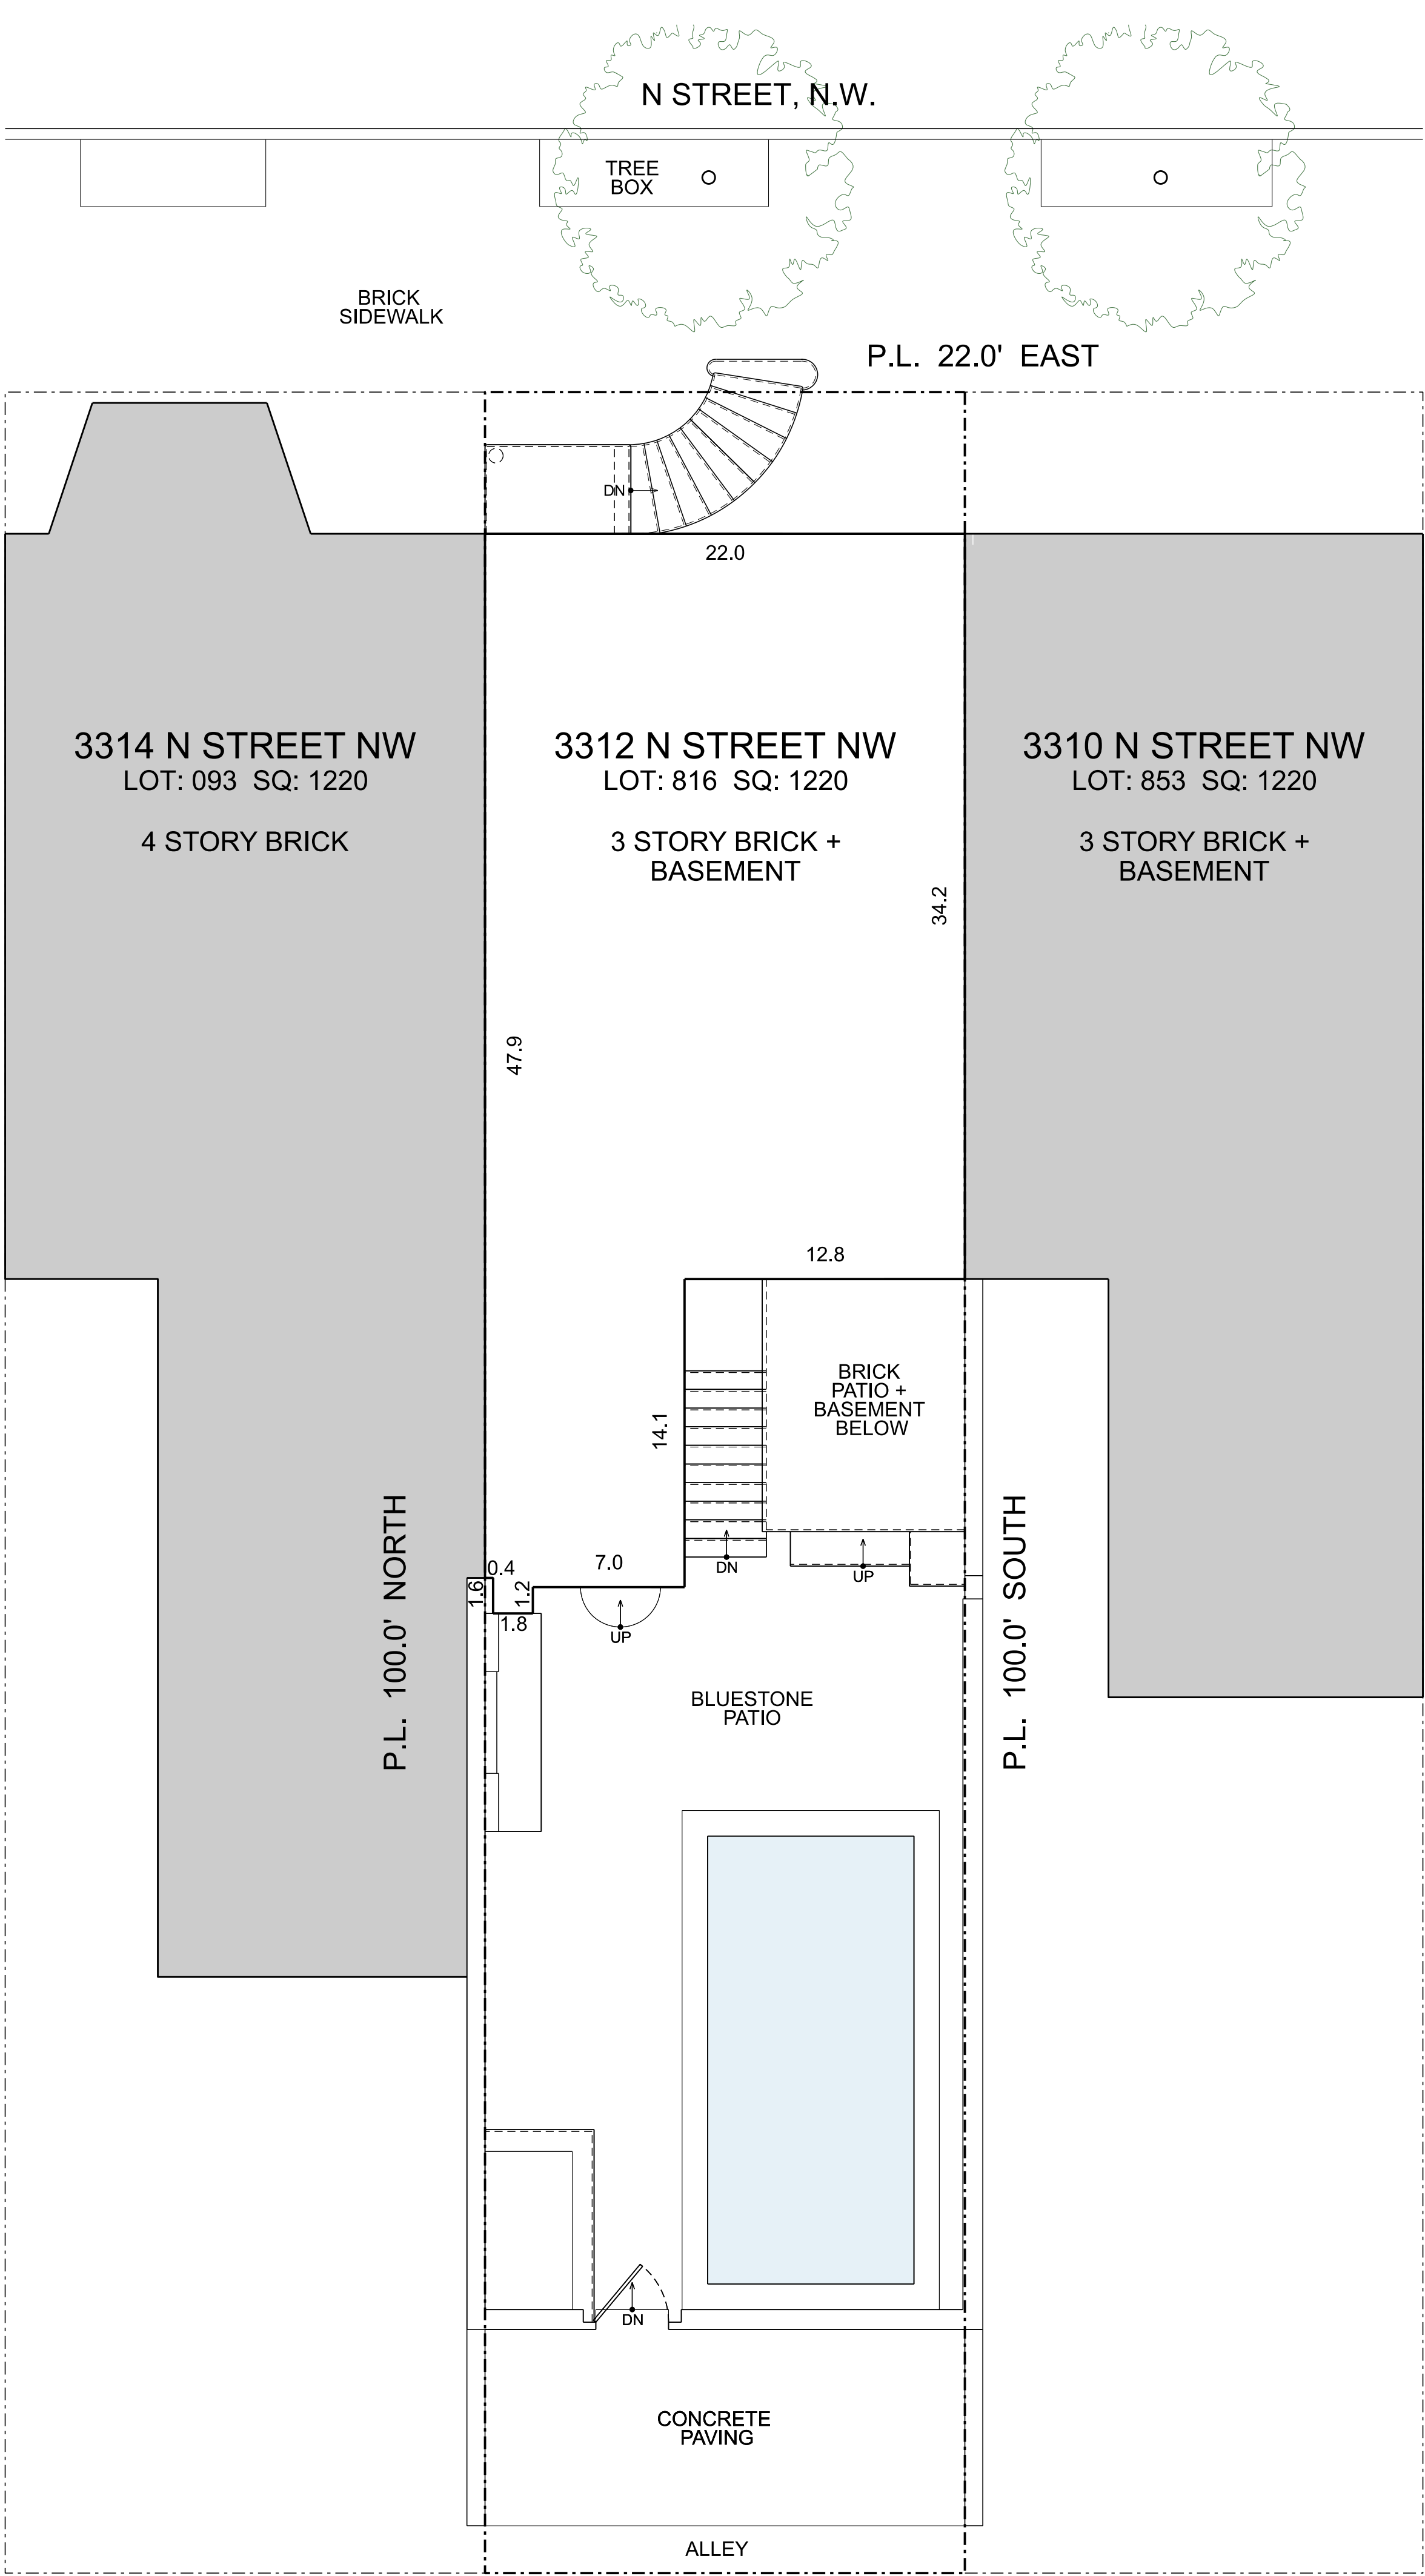 N STREET, N.W.
TREE
BOX
BRICK
SIDEWALK
P.L. 22.0' EAST
DN
22.0
3314 N STREET NW
LOT: 093 SQ: 1220
4 STORY BRICK
3312 N STREET NW
LOT: 816 SQ: 1220
3 STORY BRICK +
BASEMENT
3310 N STREET NW
LOT: 853 SQ: 1220
3 STORY BRICK +
BASEMENT
34.2
47.9
12.8
BRICK
PATIO +
BASEMENT
BELOW
14.1
P.L. 100.0' NORTH
P.L. 100.0' SOUTH
0.4
7.0
DN
UP
1.6
1.2
1.8
UP
BLUESTONE
PATIO
DN
CONCRETE
PAVING
ALLEY